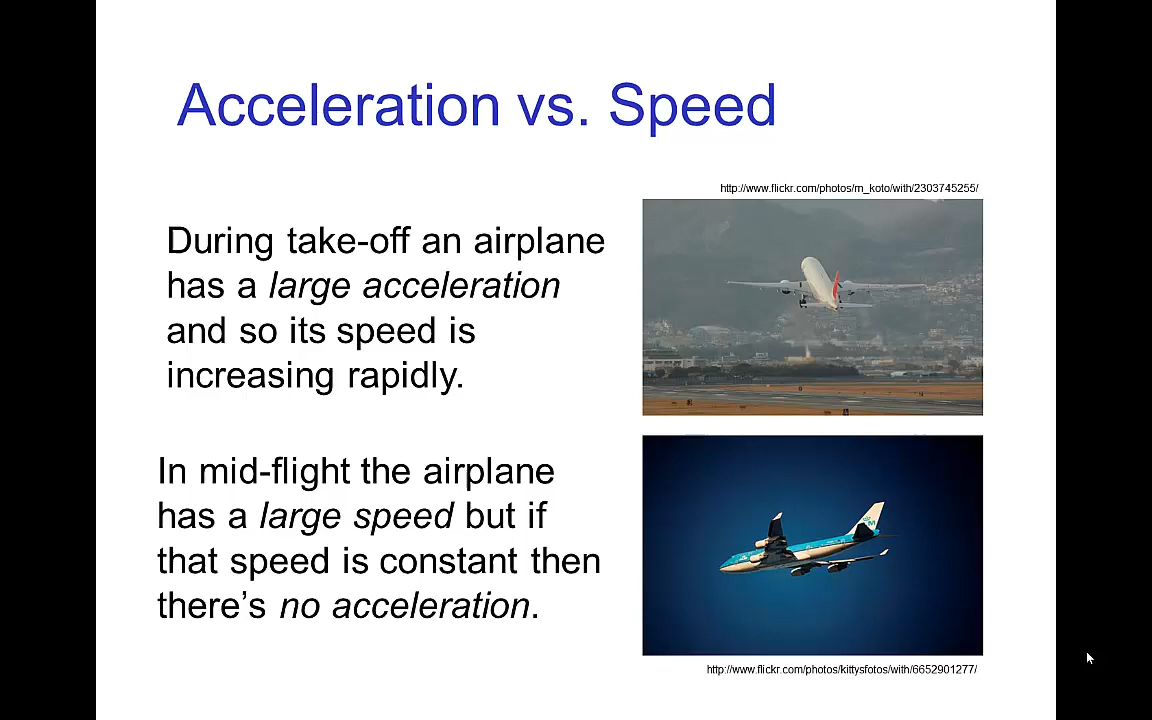 Acceleration vs. Speed
http://www.flickr.com/photos/m_koto/with/2303745255/
During take-off an airplane
has a large acceleration
and so its speed is
increasing rapidly.
In mid-flight the airplane
has a large speed but if
that speed is constant then
there’s no acceleration.
http://www.flickr.com/photos/kittysfotos/with/6652901277/